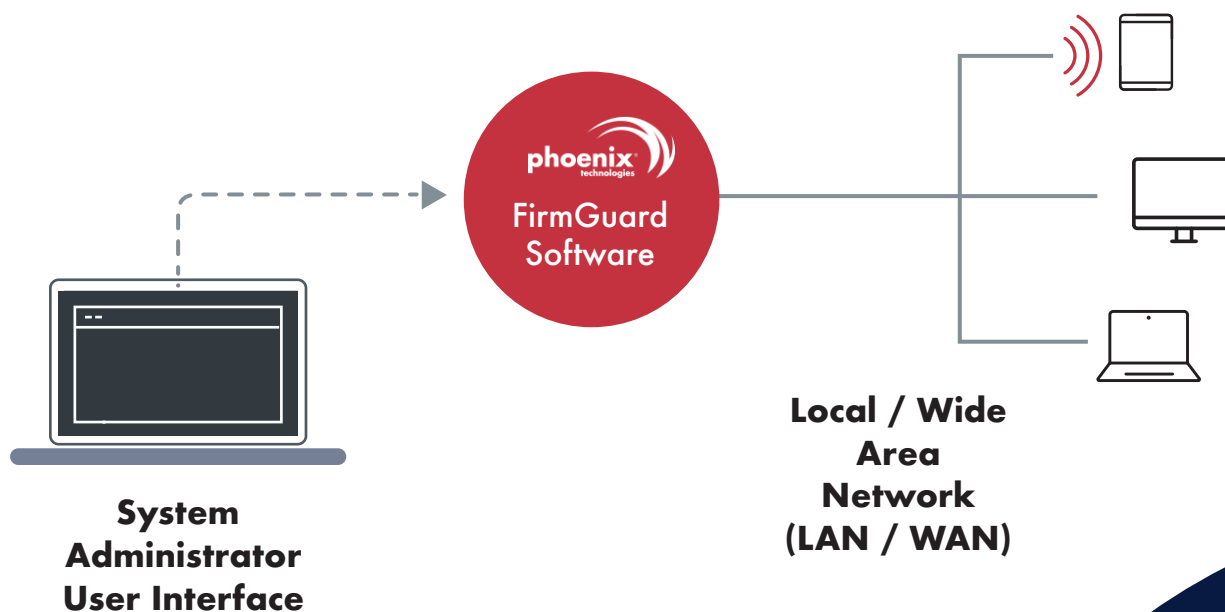 phoenix
technologies
FirmGuard
Software
Local / Wide
Area
Network
(LAN / WAN)
System
Administrator
User Interface